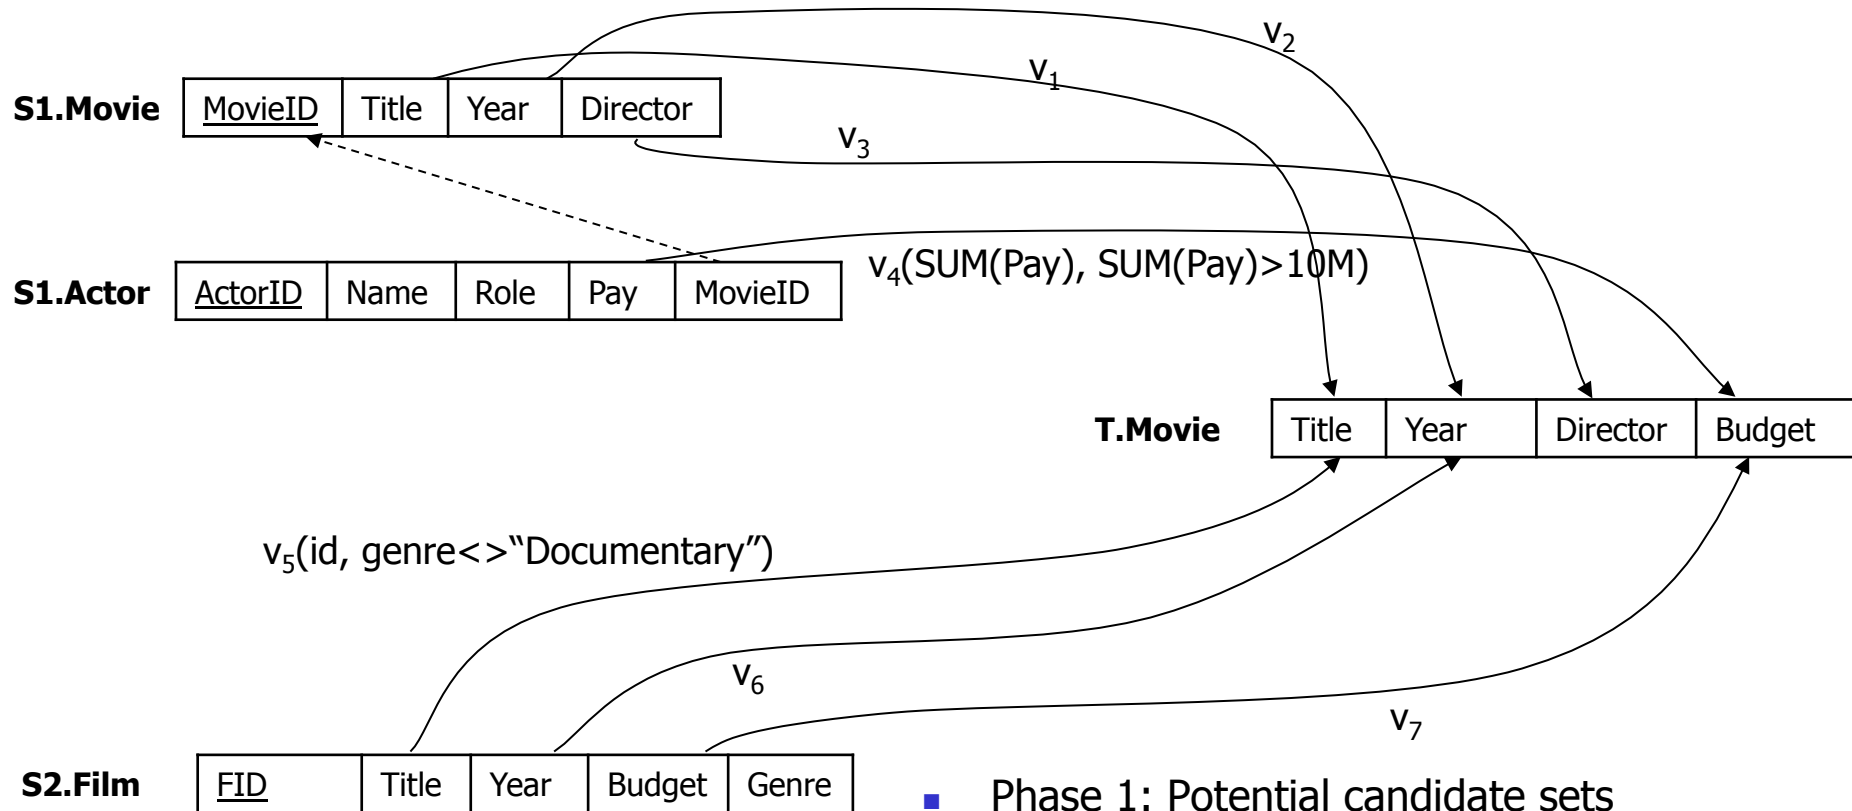 v₂
v₁
S1.Movie MovieID Title Year Director
v₃
v₄(SUM(Pay), SUM(Pay)>10M)
S1.Actor ActorID Name Role Pay MovieID
T.Movie Title Year Director Budget
v₅(id, genre<>“Documentary”)
v₆
v₇
S2.Film FID Title Year Budget Genre
▪ Phase 1: Potential candidate sets